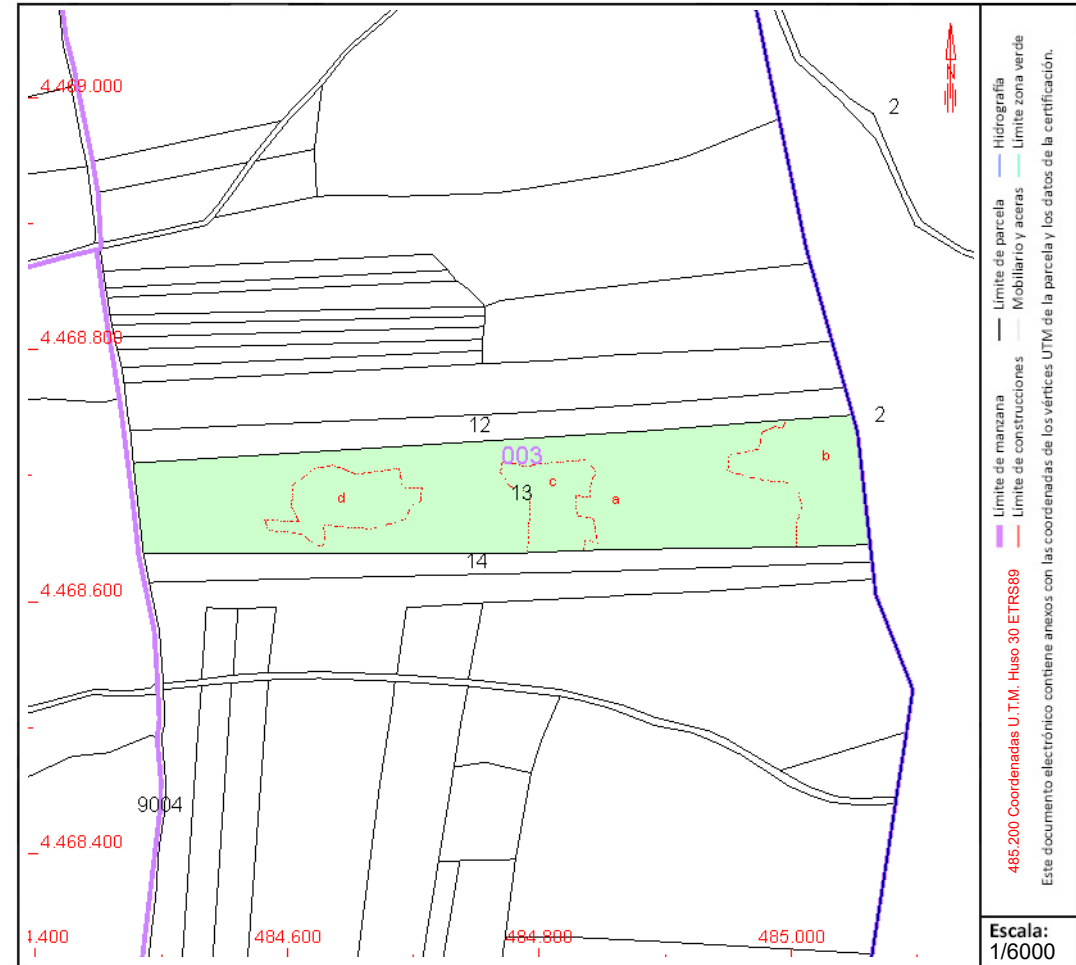 4.469.000
2
N
4.468.800
2
12
003
b
13
c
d
a
14
4.468.600
9004
4.468.400
484.600
484.800
485.000
Límite de manzana
Límite de parcela
Hidrografía
Límite de construcciones
Mobiliario y aceras
Límite zona verde
485.200 Coordenadas U.T.M. Huso 30 ETRS89
Este documento electrónico contiene anexos con las coordenadas de los vértices UTM de la parcela y los datos de la certificación.
Escala:
1/6000